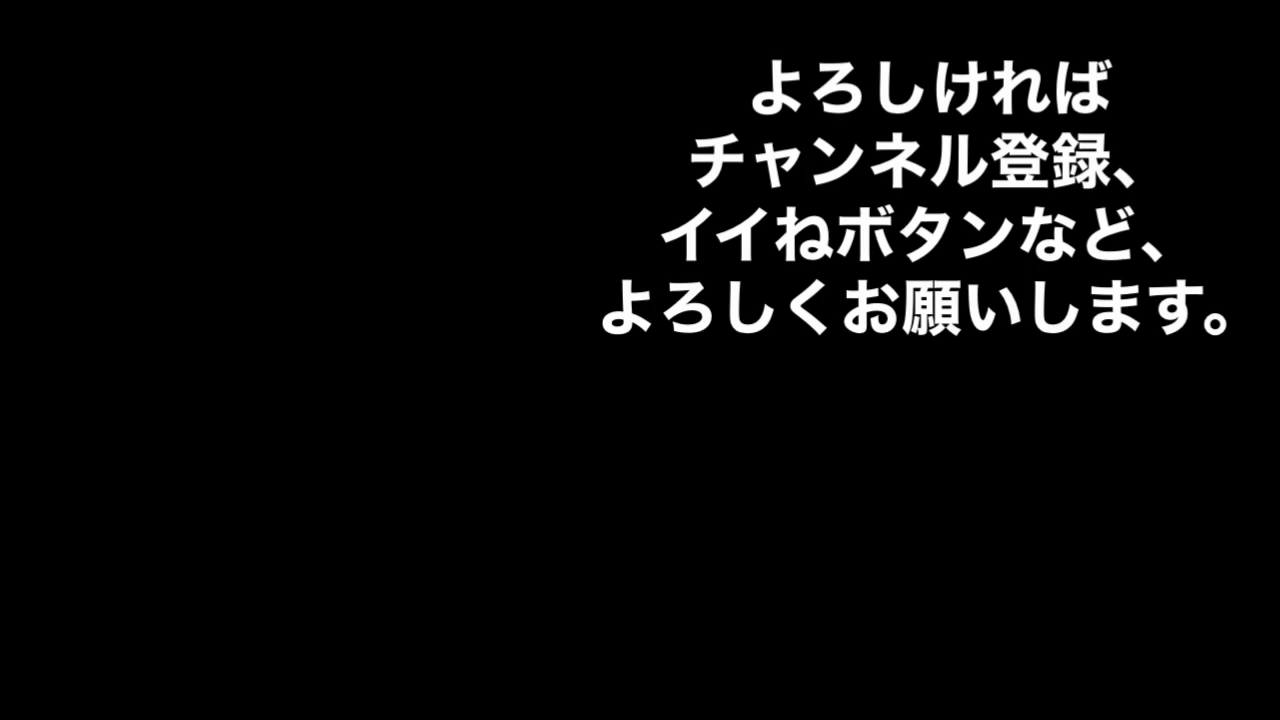 よろしければ
チャンネル登録、
イイねボタンなど、
よろしくお願いします。